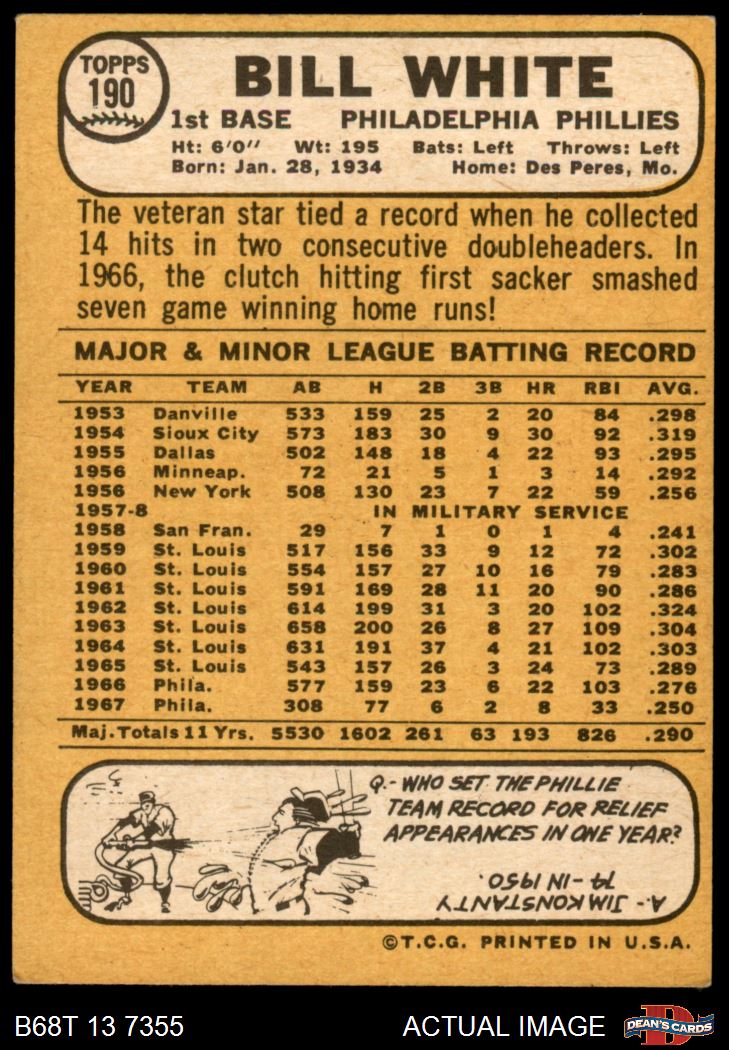 TOPPS
190
BILL WHITE
1st BASE PHILADELPHIA PHILLIES
Ht: 6'0" Wt: 195 Bats: Left Throws: Left
Born: Jan. 28, 1934 Home: Des Peres, Mo.
The veteran star tied a record when he collected
14 hits in two consecutive doubleheaders. In
1966, the clutch hitting first sacker smashed
seven game winning home runs!
MAJOR & MINOR LEAGUE BATTING RECORD
YEAR TEAM AB H 2B 3B HR RBI AVG.
1953 Danville 533 159 25 2 20 84 .298
1954 Sioux City 573 183 30 9 30 92 .319
1955 Dallas 502 148 18 4 22 93 .295
1956 Minneap. 72 21 5 1 3 14 .292
1956 New York 508 130 23 7 22 59 .256
1957-8 IN MILITARY SERVICE
1958 San Fran. 29 7 1 0 1 4 .241
1959 St. Louis 517 156 33 9 12 72 .302
1960 St. Louis 554 157 27 10 16 79 .283
1961 St. Louis 591 169 28 11 20 90 .286
1962 St. Louis 614 199 31 3 20 102 .324
1963 St. Louis 658 200 26 8 27 109 .304
1964 St. Louis 631 191 37 4 21 102 .303
1965 St. Louis 543 157 26 3 24 73 .289
1966 Phila. 577 159 23 6 22 103 .276
1967 Phila. 308 77 6 2 8 33 .250
Maj. Totals 11 Yrs. 5530 1602 261 63 193 826 .290
Q.- WHO SET THE PHILLIE
TEAM RECORD FOR RELIEF
APPEARANCES IN ONE YEAR?
A.- JIM KONSTANTY
74 - IN 1950.
©T.C.G. PRINTED IN U.S.A.
B68T 13 7355 ACTUAL IMAGE
D
DEAN'S CARDS